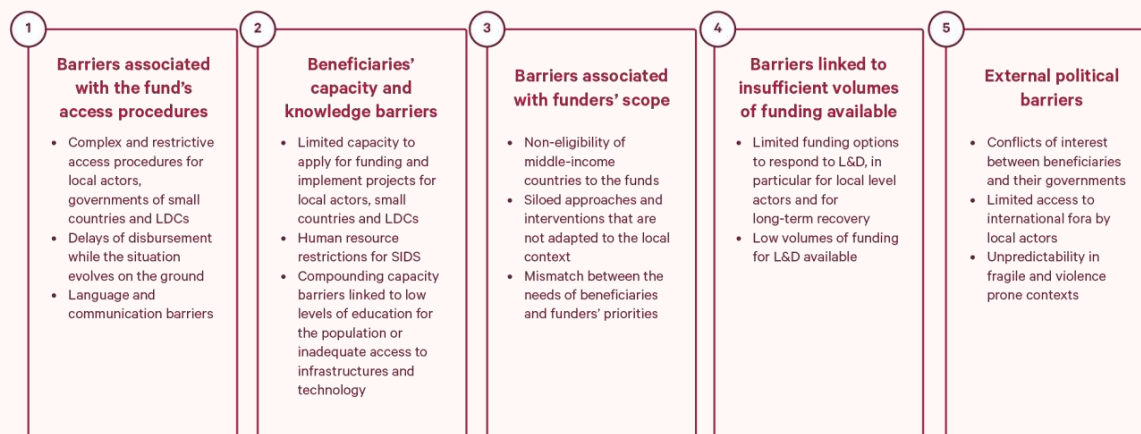 1
Barriers associated
with the fund's
access procedures
• Complex and restrictive
access procedures for
local actors,
governments of small
countries and LDCs
• Delays of disbursement
while the situation
evolves on the ground
• Language and
communication barriers
2
Beneficiaries'
capacity and
knowledge barriers
• Limited capacity to
apply for funding and
implement projects for
local actors, small
countries and LDCs
• Human resource
restrictions for SIDS
• Compounding capacity
barriers linked to low
levels of education for
the population or
inadequate access to
infrastructures and
technology
3
Barriers associated
with funders' scope
• Non-eligibility of
middle-income
countries to the funds
• Siloed approaches and
interventions that are
not adapted to the local
context
• Mismatch between the
needs of beneficiaries
and funders' priorities
4
Barriers linked to
insufficient volumes
of funding available
• Limited funding options
to respond to L&D, in
particular for local level
actors and for
long-term recovery
• Low volumes of funding
for L&D available
5
External political
barriers
• Conflicts of interest
between beneficiaries
and their governments
• Limited access to
international fora by
local actors
• Unpredictability in
fragile and violence
prone contexts